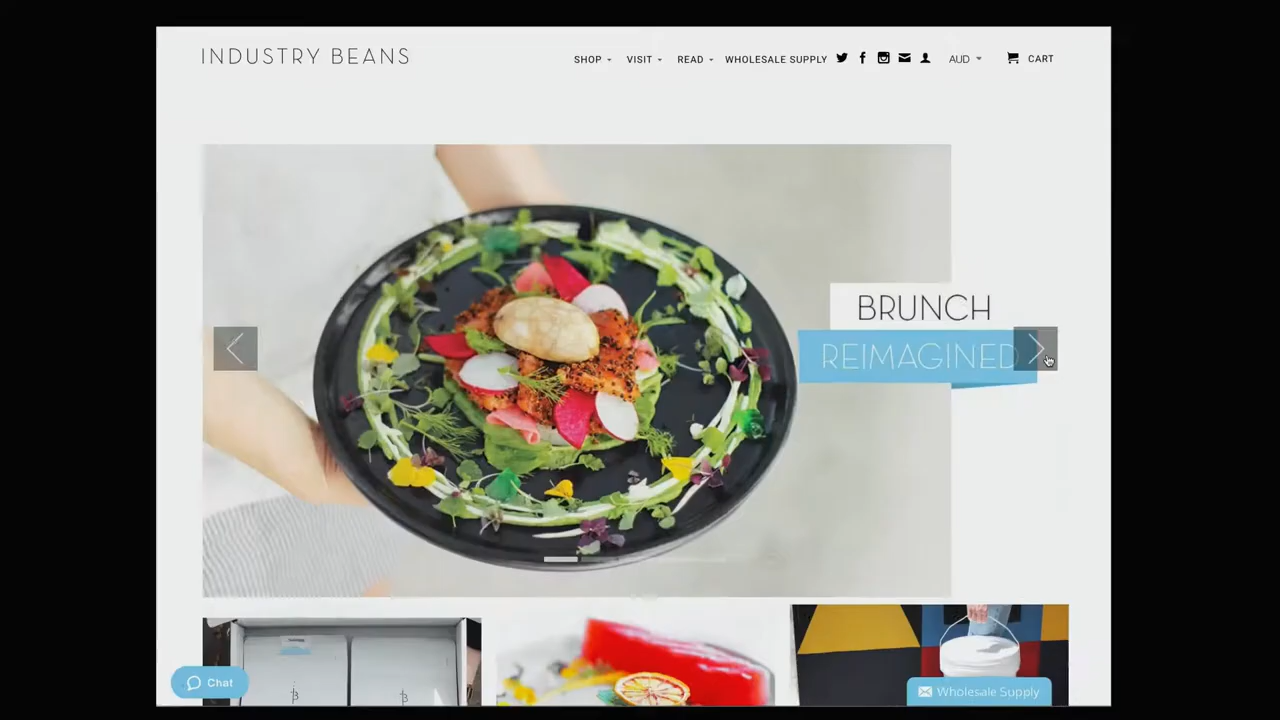 INDUSTRY BEANS
SHOP VISIT READ WHOLESALE SUPPLY AUD CART
BRUNCH
REIMAGINED
Chat
Wholesale Supply